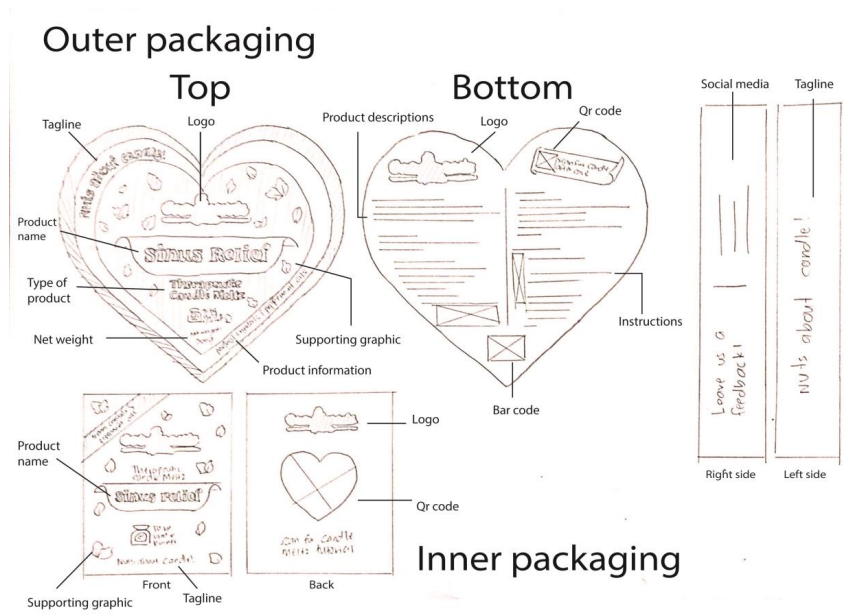 Outer packaging
Top
Bottom
Tagline
Logo
Product descriptions
Logo
Qr code
Social media
Tagline
Product
name
Type of
product
Net weight
Supporting graphic
Product information
Instructions
Bar code
Sinus Relief
Therapeutic
Candle Melts
Leave us a
feedback!
Nuts about candle!
Right side
Left side
Product
name
Sinus relief
Logo
Qr code
candle
Supporting graphic
Front
Tagline
Back
Inner packaging